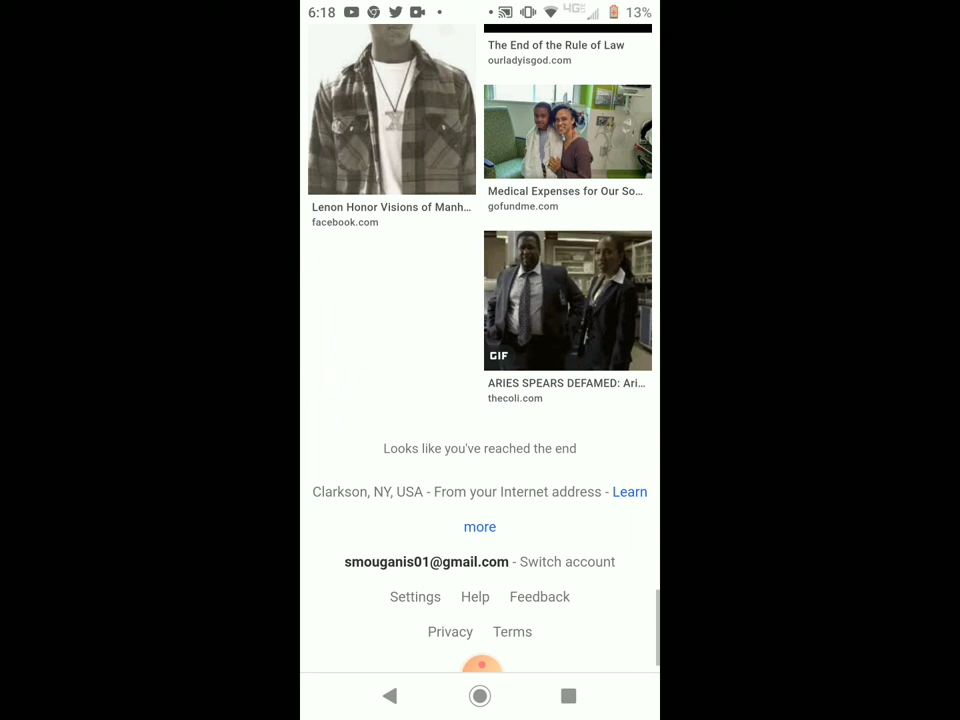 6:18
4G
13%
The End of the Rule of Law
ourladyisgod.com
Medical Expenses for Our So...
gofundme.com
Lenon Honor Visions of Manh...
facebook.com
GIF
ARIES SPEARS DEFAMED: Ari...
thecoli.com
Looks like you've reached the end
Clarkson, NY, USA - From your Internet address - Learn
more
smouganis01@gmail.com - Switch account
Settings Help Feedback
Privacy Terms